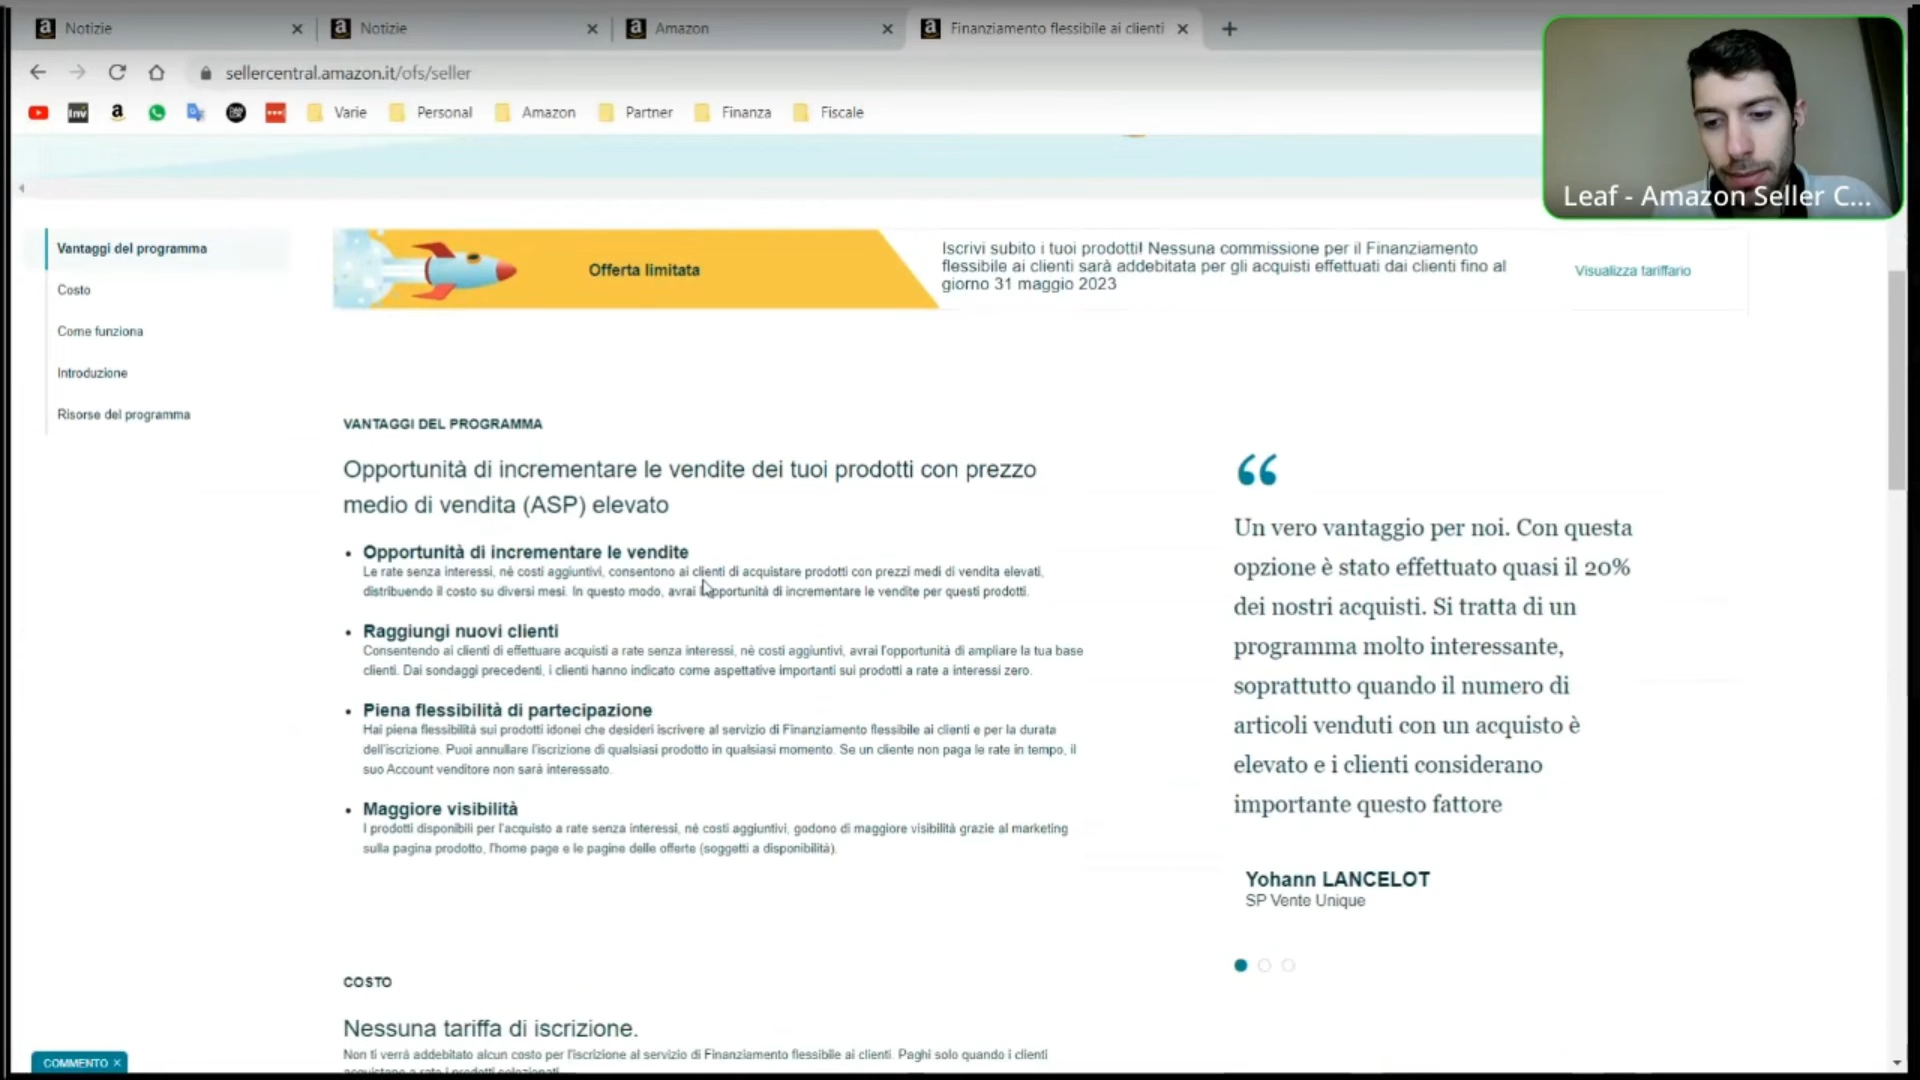 Notizie
Notizie
Amazon
Finanziamento flessibile ai clienti
sellercentral.amazon.it/ofs/seller
Inv
Varie
Personal
Amazon
Partner
Finanza
Fiscale
Leaf - Amazon Seller C...
Vantaggi del programma
Costo
Come funziona
Introduzione
Risorse del programma
Offerta limitata
Iscrivi subito i tuoi prodotti! Nessuna commissione per il Finanziamento
flessibile ai clienti sarà addebitata per gli acquisti effettuati dai clienti fino al
giorno 31 maggio 2023
Visualizza tariffario
VANTAGGI DEL PROGRAMMA
Opportunità di incrementare le vendite dei tuoi prodotti con prezzo
medio di vendita (ASP) elevato
• Opportunità di incrementare le vendite
Le rate senza interessi, nè costi aggiuntivi, consentono ai clienti di acquistare prodotti con prezzi medi di vendita elevati,
distribuendo il costo su diversi mesi. In questo modo, avrai l'opportunità di incrementare le vendite per questi prodotti.
• Raggiungi nuovi clienti
Consentendo ai clienti di effettuare acquisti a rate senza interessi, nè costi aggiuntivi, avrai l'opportunità di ampliare la tua base
clienti. Dai sondaggi precedenti, i clienti hanno indicato come aspettative importanti sui prodotti a rate a interessi zero.
• Piena flessibilità di partecipazione
Hai piena flessibilità sui prodotti idonei che desideri iscrivere al servizio di Finanziamento flessibile ai clienti e per la durata
dell'iscrizione. Puoi annullare l'iscrizione di qualsiasi prodotto in qualsiasi momento. Se un cliente non paga le rate in tempo, il
suo Account venditore non sarà interessato.
• Maggiore visibilità
I prodotti disponibili per l'acquisto a rate senza interessi, nè costi aggiuntivi, godono di maggiore visibilità grazie al marketing
sulla pagina prodotto, l'home page e le pagine delle offerte (soggetti a disponibilità).
“
Un vero vantaggio per noi. Con questa
opzione è stato effettuato quasi il 20%
dei nostri acquisti. Si tratta di un
programma molto interessante,
soprattutto quando il numero di
articoli venduti con un acquisto è
elevato e i clienti considerano
importante questo fattore
Yohann LANCELOT
SP Vente Unique
COSTO
Nessuna tariffa di iscrizione.
Non ti verrà addebitato alcun costo per l'iscrizione al servizio di Finanziamento flessibile ai clienti. Paghi solo quando i clienti
acquistano a rate i prodotti selezionati.
COMMENTO ×